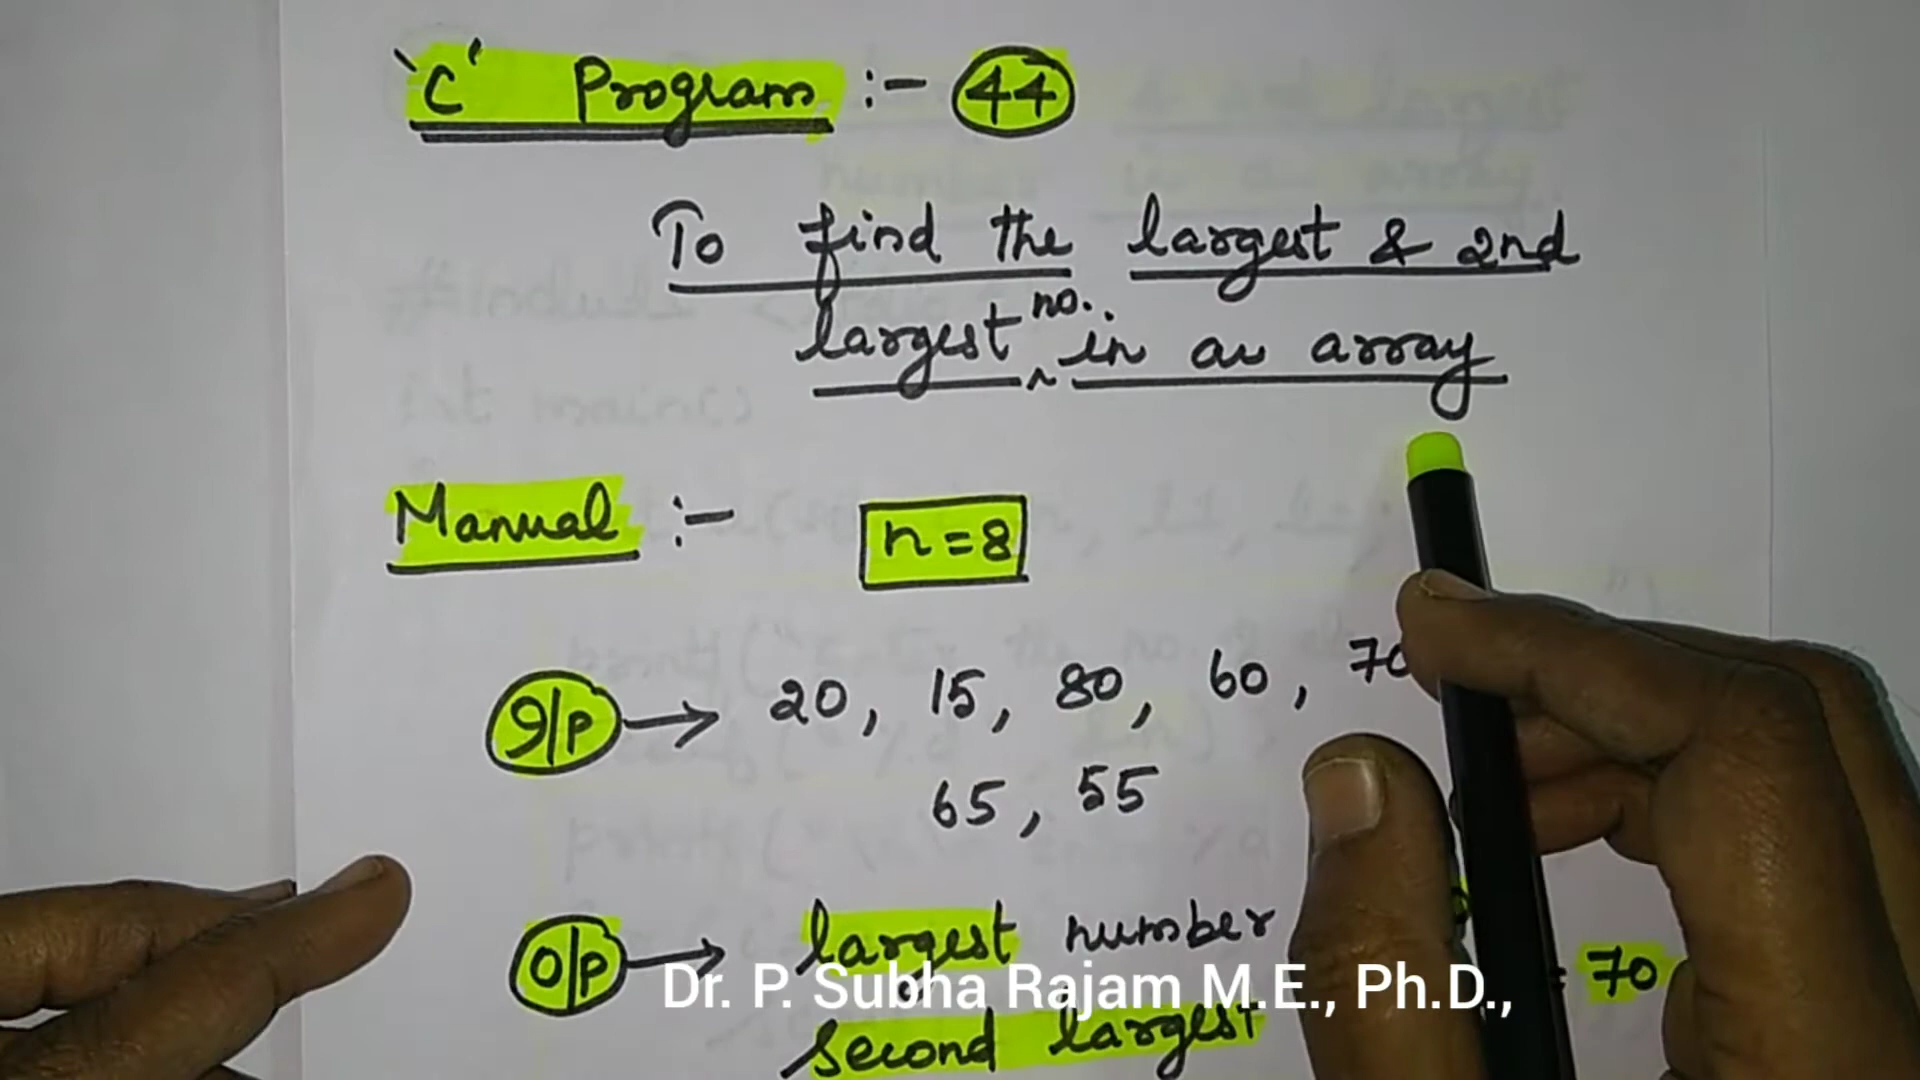 'C' Program :- 44
To find the largest & 2nd
largest no. in an array
Manual :- n=8
I/P → 20, 15, 80, 60, 70
65, 55
O/P → largest number
= 70
second largest
Dr. P. Subha Rajam M.E., Ph.D.,